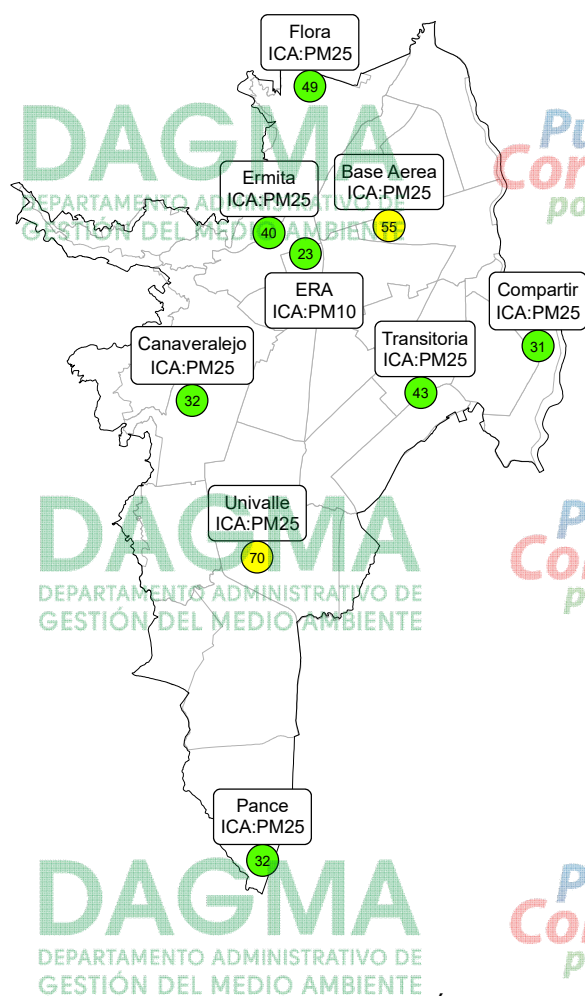 Flora
ICA:PM25
49
DAGMA
DEPARTAMENTO ADMINISTRATIVO DE
GESTIÓN DEL MEDIO AMBIENTE
Ermita
ICA:PM25
40
Base Aerea
ICA:PM25
55
23
ERA
ICA:PM10
Compartir
ICA:PM25
31
Canaveralejo
ICA:PM25
32
Transitoria
ICA:PM25
43
Univalle
ICA:PM25
70
DAGMA
DEPARTAMENTO ADMINISTRATIVO DE
GESTIÓN DEL MEDIO AMBIENTE
Pance
ICA:PM25
32
DAGMA
DEPARTAMENTO ADMINISTRATIVO DE
GESTIÓN DEL MEDIO AMBIENTE